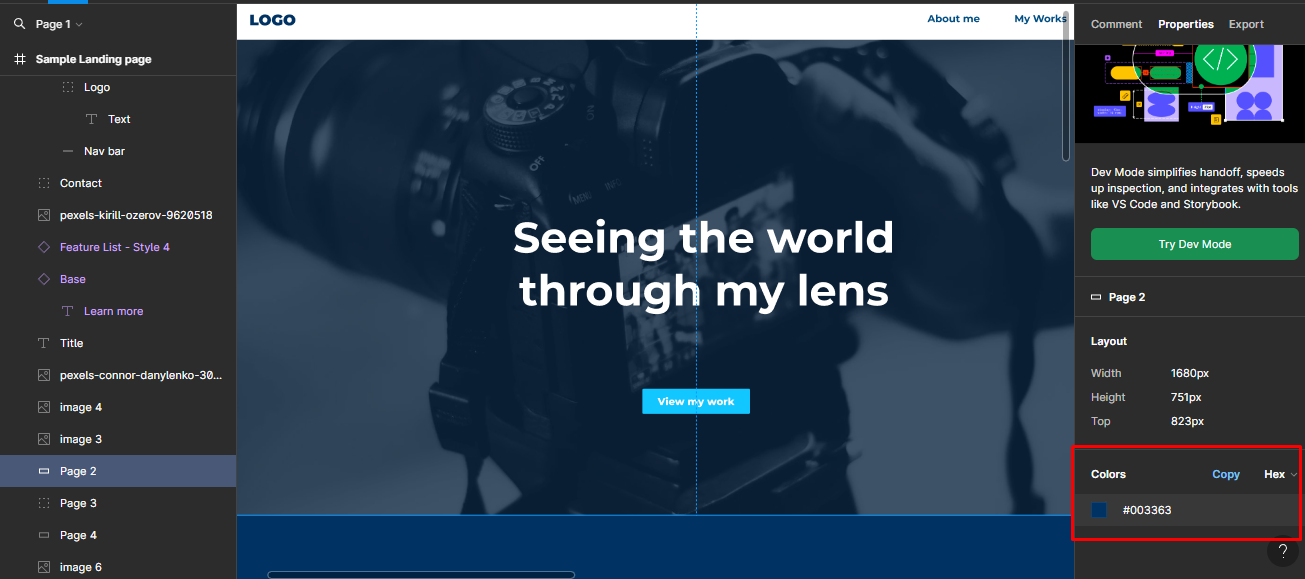 Page 1
Sample Landing page
Logo
Text
Nav bar
Contact
pexels-kirill-ozerov-9620518
Feature List - Style 4
Base
Learn more
Title
pexels-connor-danylenko-30...
image 4
image 3
Page 2
Page 3
Page 4
image 6
LOGO
About me
My Works
OFF
MENU
INFO
Seeing the world
through my lens
View my work
Comment
Properties
Export
</>
Dev Mode simplifies handoff, speeds
up inspection, and integrates with tools
like VS Code and Storybook.
Try Dev Mode
Page 2
Layout
Width 1680px
Height 751px
Top 823px
Colors Copy Hex
#003363
?